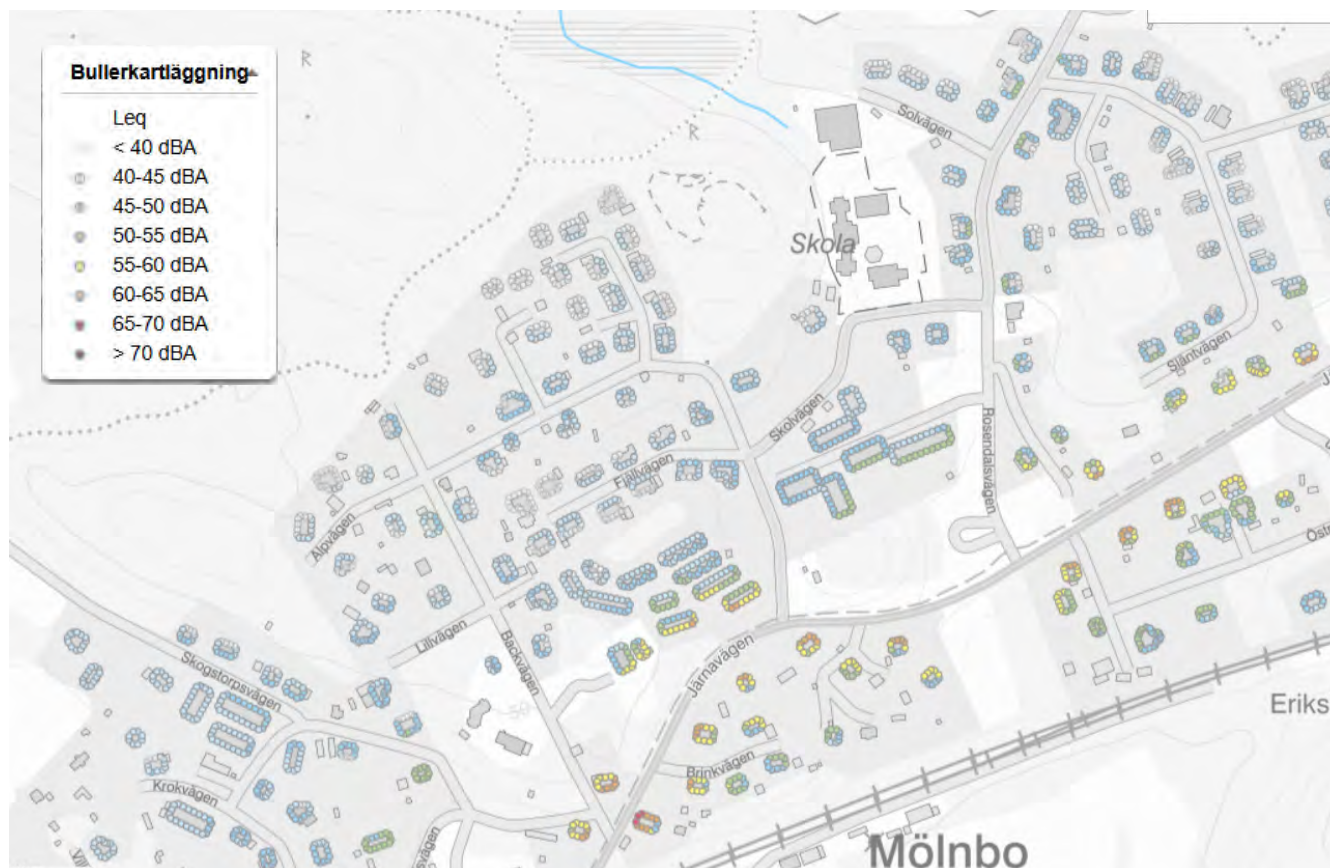 Bullerkartläggning
Leq
< 40 dBA
40-45 dBA
45-50 dBA
50-55 dBA
55-60 dBA
60-65 dBA
65-70 dBA
> 70 dBA
R
R
Solvägen
Skola
Släntvägen
Skolvägen
Rosendalsvägen
Fjällvägen
Alpvägen
Lillvägen
Backvägen
Järnavägen
Skogstorpsvägen
Brinkvägen
Krokvägen
Östr
Eriks
Mölnbo